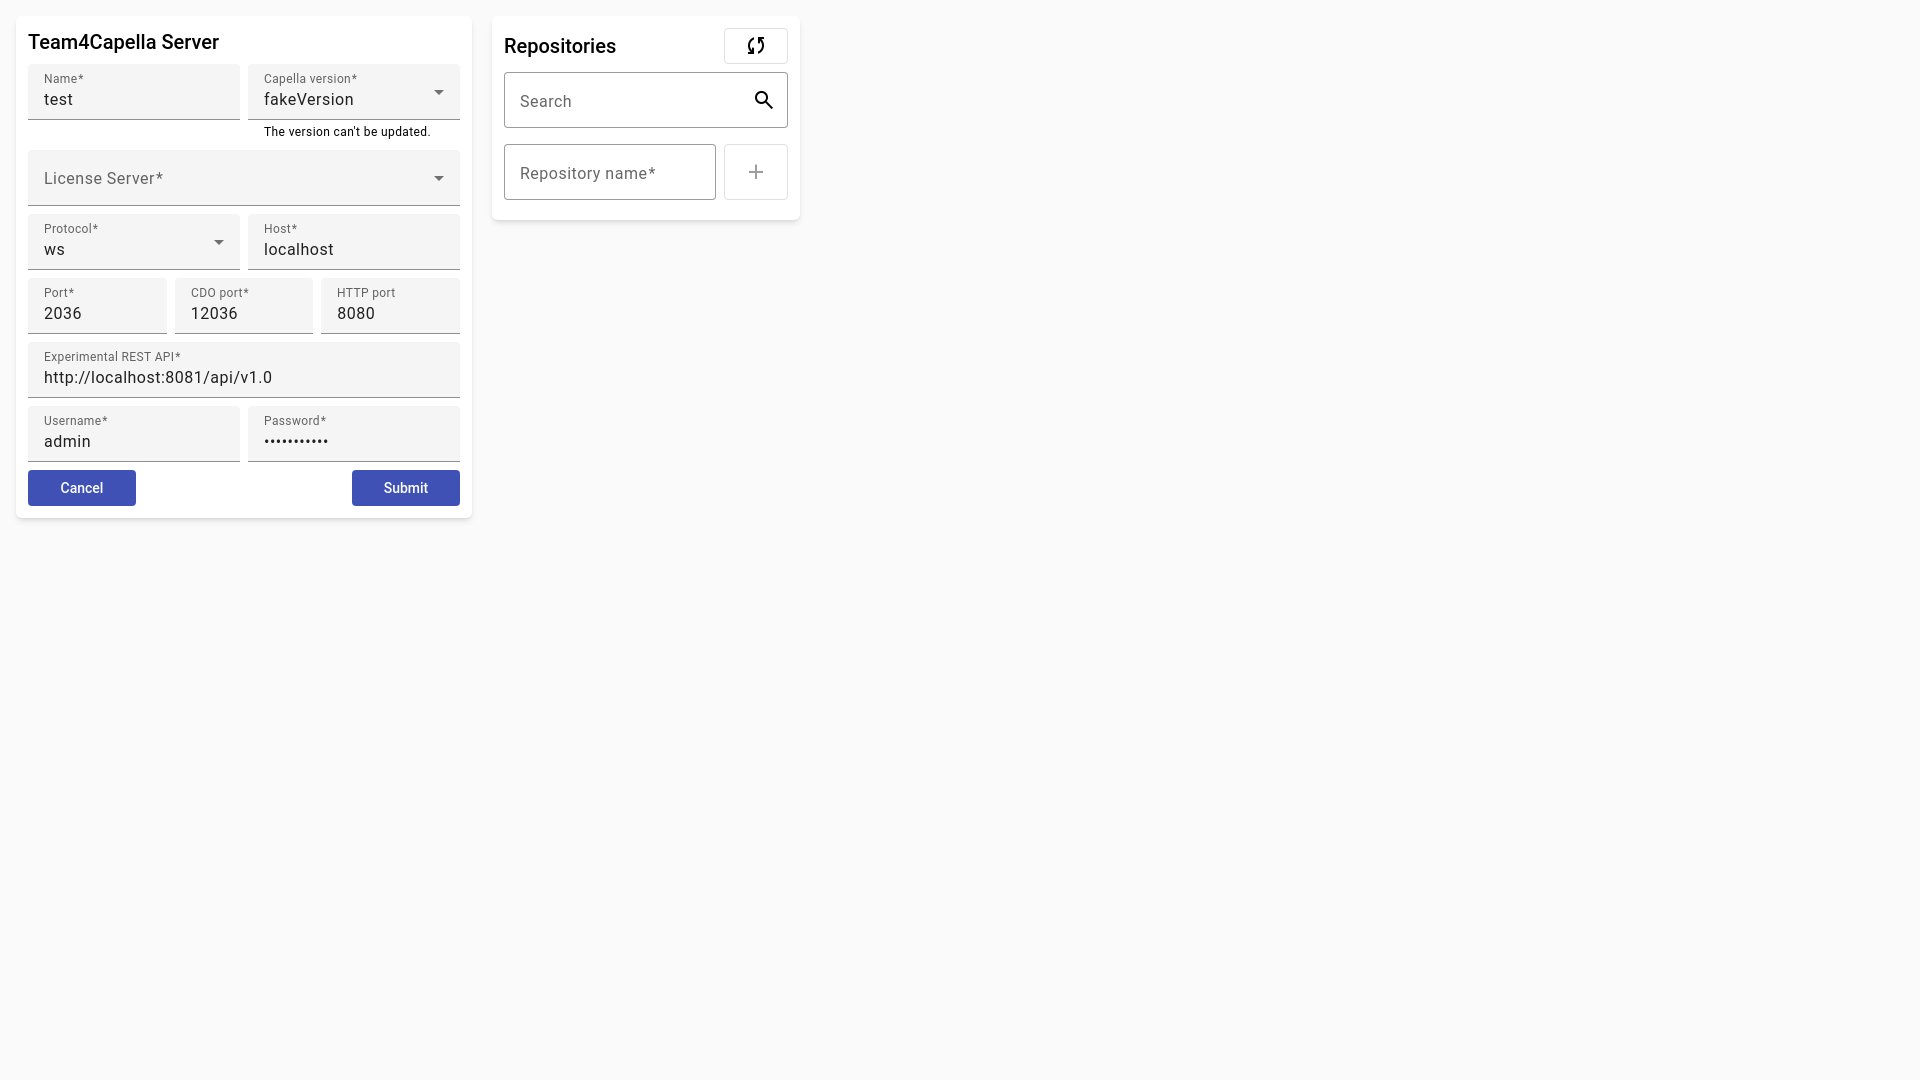 Team4Capella Server
Name*
test
Capella version*
fakeVersion
The version can't be updated.
License Server*
Protocol*
ws
Host*
localhost
Port*
2036
CDO port*
12036
HTTP port
8080
Experimental REST API*
http://localhost:8081/api/v1.0
Username*
admin
Password*
•••••••••••
Cancel
Submit
Repositories
Search
Repository name*